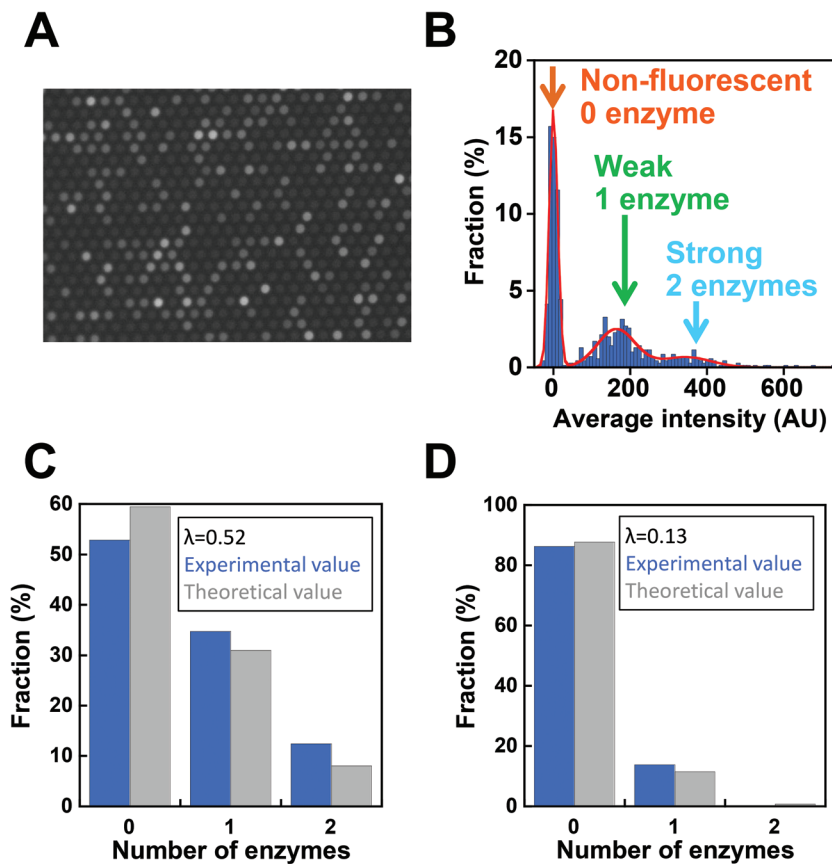 A
B
20
15
10
5
0
Fraction (%)
Non-fluorescent
0 enzyme
Weak
1 enzyme
Strong
2 enzymes
0 200 400 600
Average intensity (AU)
C
60
50
40
30
20
10
0
Fraction (%)
λ=0.52
Experimental value
Theoretical value
0 1 2
Number of enzymes
D
100
80
60
40
20
0
Fraction (%)
λ=0.13
Experimental value
Theoretical value
0 1 2
Number of enzymes